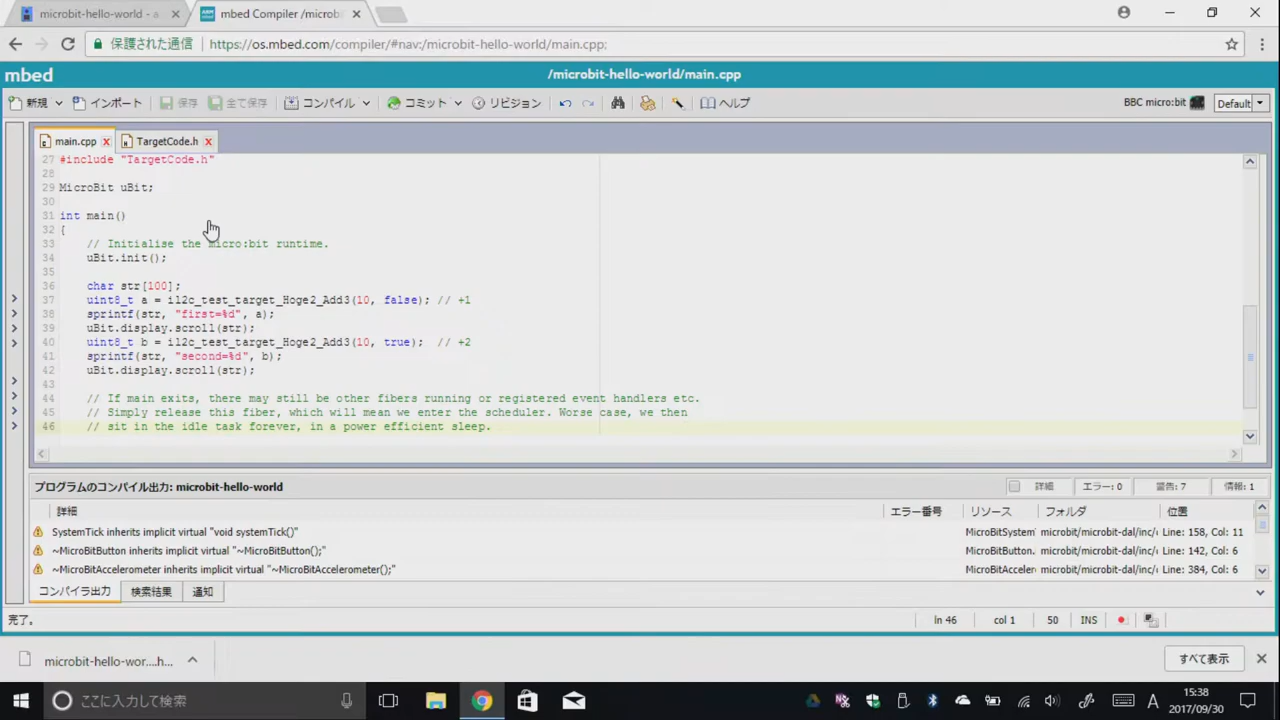 microbit-hello-world - a
mbed Compiler /microbit
保護された通信 https://os.mbed.com/compiler/#nav:/microbit-hello-world/main.cpp;
mbed
/microbit-hello-world/main.cpp
新規 インポート 保存 全て保存 コンパイル コミット リビジョン ヘルプ
BBC micro:bit Default
main.cpp TargetCode.h
27 #include "TargetCode.h"
28
29 MicroBit uBit;
30
31 int main()
32 {
33 // Initialise the micro:bit runtime.
34 uBit.init();
35
36 char str[100];
37 uint8_t a = il2c_test_target_Hoge2_Add3(10, false); // +1
38 sprintf(str, "first=%d", a);
39 uBit.display.scroll(str);
40 uint8_t b = il2c_test_target_Hoge2_Add3(10, true); // +2
41 sprintf(str, "second=%d", b);
42 uBit.display.scroll(str);
43
44 // If main exits, there may still be other fibers running or registered event handlers etc.
45 // Simply release this fiber, which will mean we enter the scheduler. Worse case, we then
46 // sit in the idle task forever, in a power efficient sleep.
プログラムのコンパイル出力: microbit-hello-world
詳細 エラー: 0 警告: 7 情報: 1
詳細 エラー番号 リソース フォルダ 位置
SystemTick inherits implicit virtual "void systemTick()" MicroBitSystem microbit/microbit-dal/inc/ Line: 158, Col: 11
~MicroBitButton inherits implicit virtual "~MicroBitButton();" MicroBitButton. microbit/microbit-dal/inc/ Line: 142, Col: 6
~MicroBitAccelerometer inherits implicit virtual "~MicroBitAccelerometer();" MicroBitAcceler microbit/microbit-dal/inc/ Line: 384, Col: 6
コンパイラ出力 検索結果 通知
完了。
ln 46 col 1 50 INS
microbit-hello-wor....h...
すべて表示
ここに入力して検索
A
15:38
2017/09/30